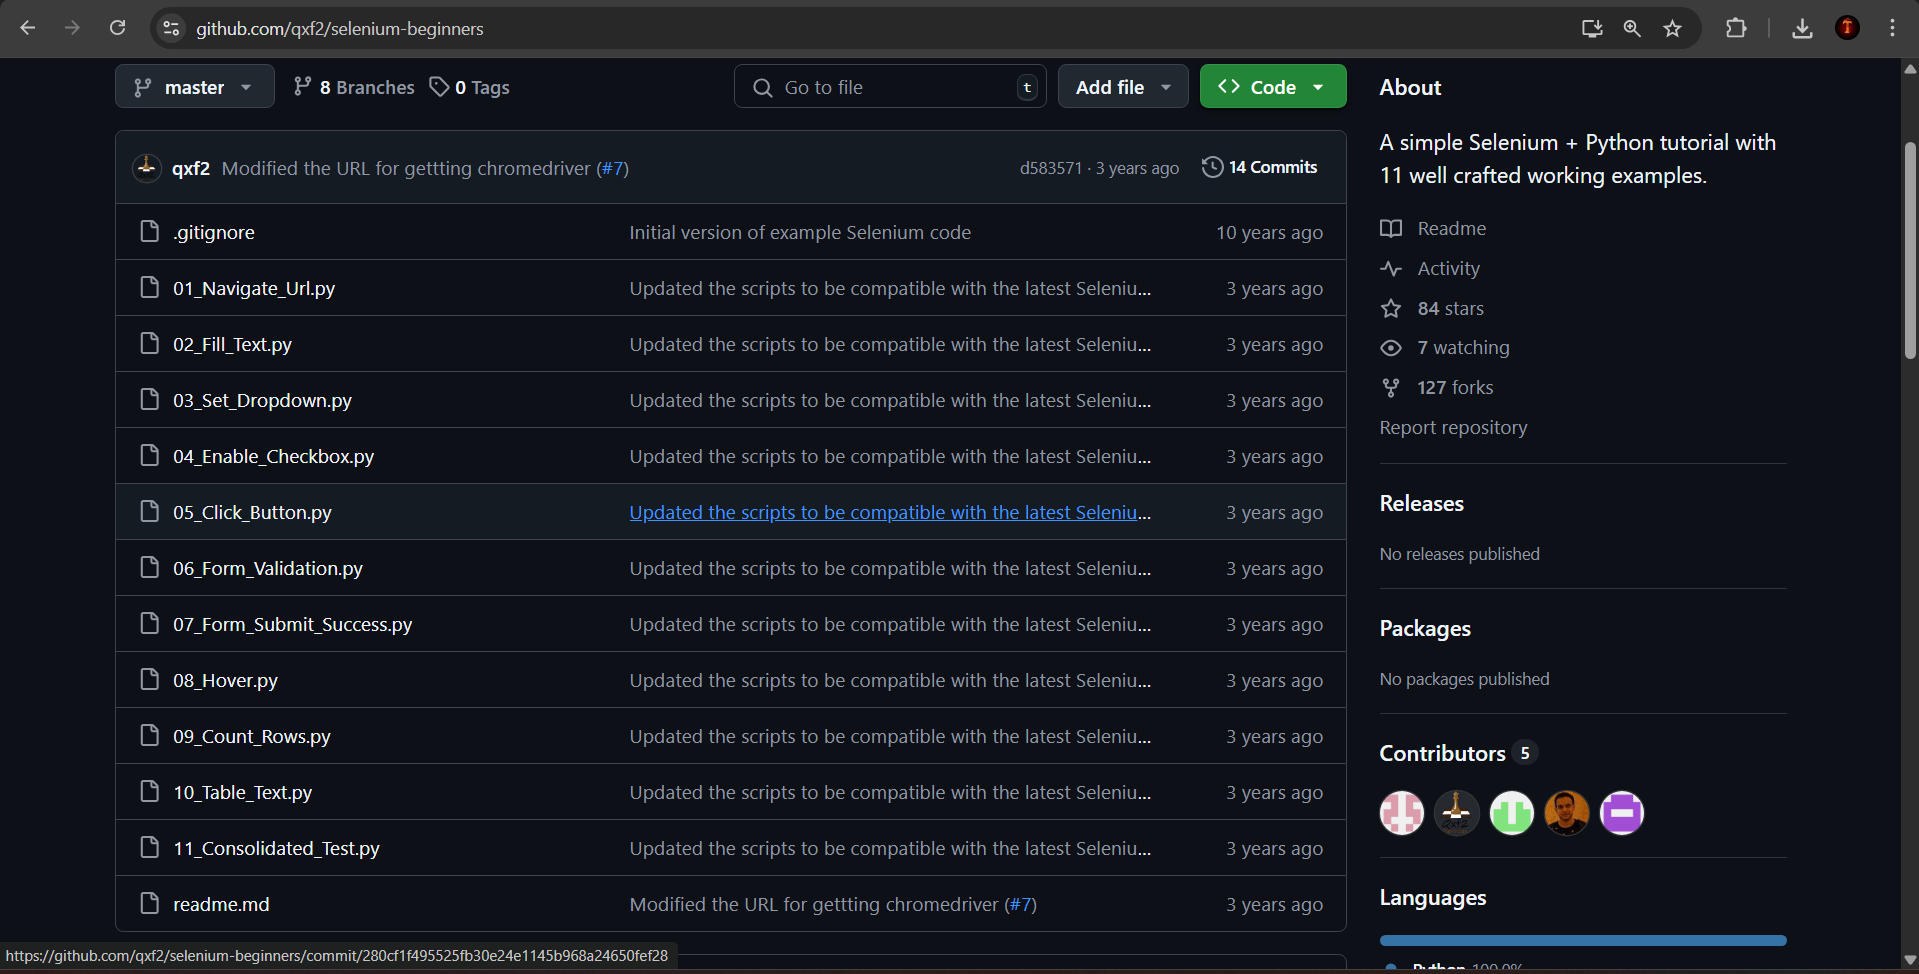 github.com/qxf2/selenium-beginners
master
8 Branches
0 Tags
Go to file
t
Add file
Code
qxf2 Modified the URL for gettting chromedriver (#7)
d583571 · 3 years ago
14 Commits
.gitignore
Initial version of example Selenium code
10 years ago
01_Navigate_Url.py
Updated the scripts to be compatible with the latest Seleniu...
3 years ago
02_Fill_Text.py
Updated the scripts to be compatible with the latest Seleniu...
3 years ago
03_Set_Dropdown.py
Updated the scripts to be compatible with the latest Seleniu...
3 years ago
04_Enable_Checkbox.py
Updated the scripts to be compatible with the latest Seleniu...
3 years ago
05_Click_Button.py
Updated the scripts to be compatible with the latest Seleniu...
3 years ago
06_Form_Validation.py
Updated the scripts to be compatible with the latest Seleniu...
3 years ago
07_Form_Submit_Success.py
Updated the scripts to be compatible with the latest Seleniu...
3 years ago
08_Hover.py
Updated the scripts to be compatible with the latest Seleniu...
3 years ago
09_Count_Rows.py
Updated the scripts to be compatible with the latest Seleniu...
3 years ago
10_Table_Text.py
Updated the scripts to be compatible with the latest Seleniu...
3 years ago
11_Consolidated_Test.py
Updated the scripts to be compatible with the latest Seleniu...
3 years ago
readme.md
Modified the URL for gettting chromedriver (#7)
3 years ago
About
A simple Selenium + Python tutorial with
11 well crafted working examples.
Readme
Activity
84 stars
7 watching
127 forks
Report repository
Releases
No releases published
Packages
No packages published
Contributors 5
Languages
Python 100.0%
https://github.com/qxf2/selenium-beginners/commit/280cf1f495525fb30e24e1145b968a24650fef28